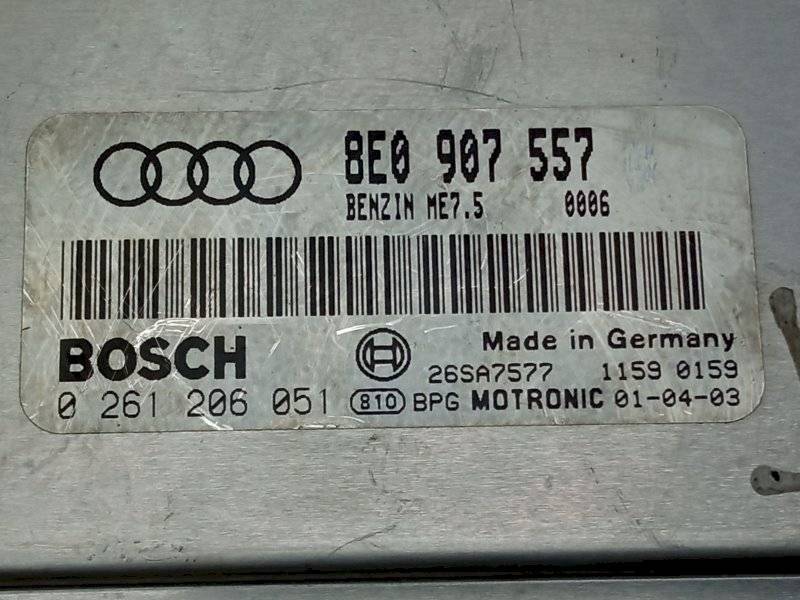 8E0 907 557
BENZIN ME7.5 0006
BOSCH
Made in Germany
26SA7577 1159 0159
0 261 206 051 810 BPG MOTRONIC 01-04-03